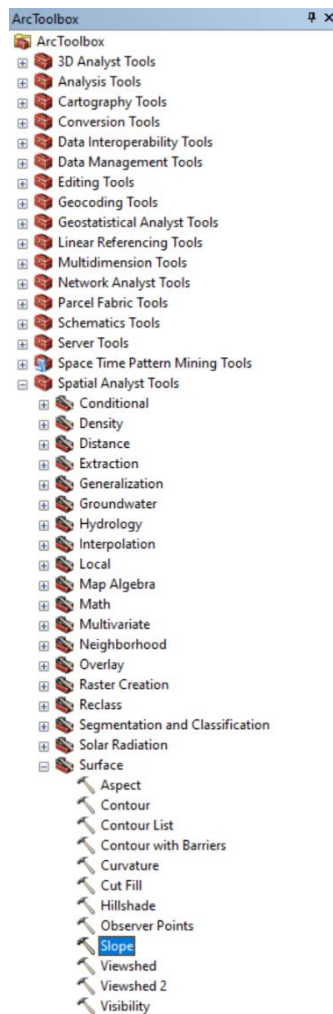 ArcToolbox
ArcToolbox
3D Analyst Tools
Analysis Tools
Cartography Tools
Conversion Tools
Data Interoperability Tools
Data Management Tools
Editing Tools
Geocoding Tools
Geostatistical Analyst Tools
Linear Referencing Tools
Multidimension Tools
Network Analyst Tools
Parcel Fabric Tools
Schematics Tools
Server Tools
Space Time Pattern Mining Tools
Spatial Analyst Tools
Conditional
Density
Distance
Extraction
Generalization
Groundwater
Hydrology
Interpolation
Local
Map Algebra
Math
Multivariate
Neighborhood
Overlay
Raster Creation
Reclass
Segmentation and Classification
Solar Radiation
Surface
Aspect
Contour
Contour List
Contour with Barriers
Curvature
Cut Fill
Hillshade
Observer Points
Slope
Viewshed
Viewshed 2
Visibility